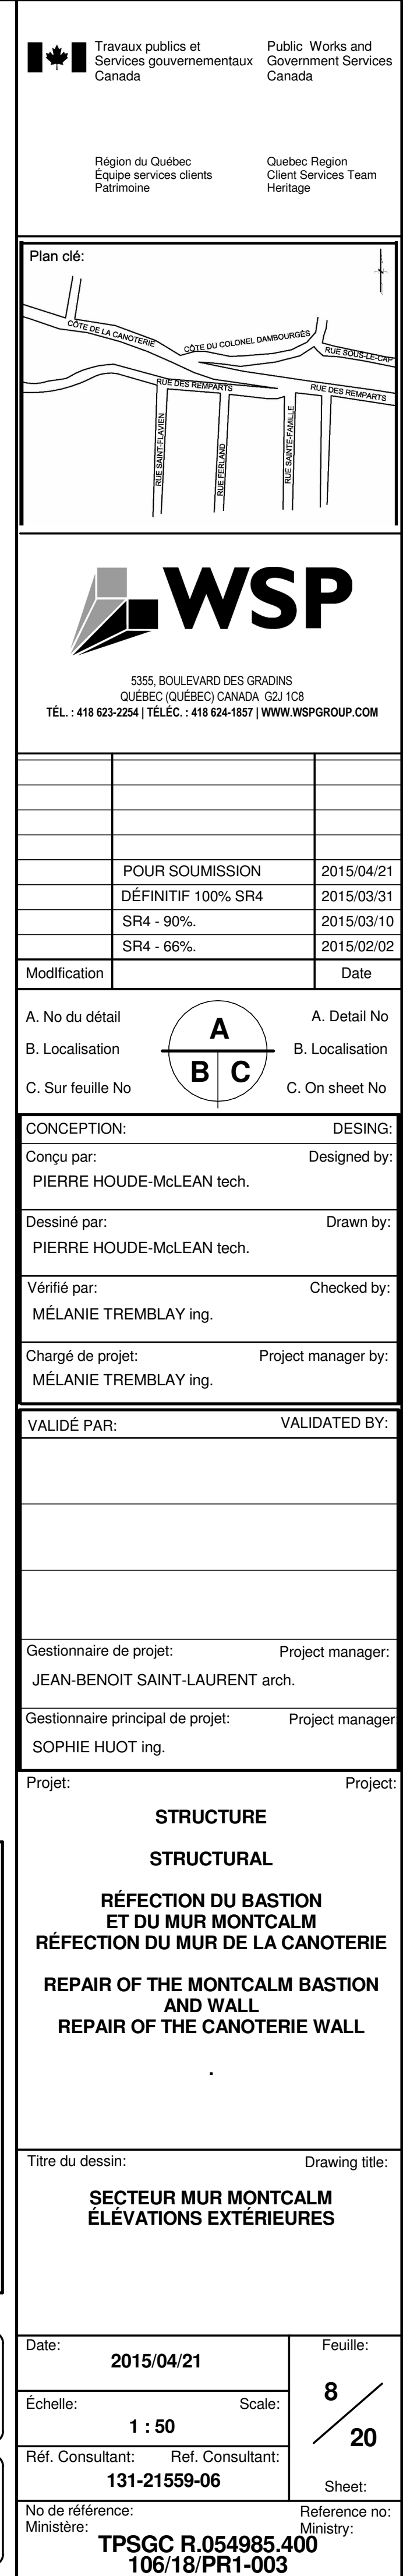 Travaux publics et
Services gouvernementaux
Canada
Public Works and
Government Services
Canada
Région du Québec
Équipe services clients
Patrimoine
Quebec Region
Client Services Team
Heritage
Plan clé:
CÔTE DE LA CANOTERIE
CÔTE DU COLONEL DAMBOURGÈS
RUE SOUS-LE-CAP
RUE DES REMPARTS
RUE DES REMPARTS
RUE SAINT-FLAVIEN
RUE FERLAND
RUE SAINTE-FAMILLE
WSP
5355, BOULEVARD DES GRADINS
QUÉBEC (QUÉBEC) CANADA G2J 1C8
TÉL. : 418 623-2254 | TÉLÉC. : 418 624-1857 | WWW.WSPGROUP.COM
POUR SOUMISSION 2015/04/21
DÉFINITIF 100% SR4 2015/03/31
SR4 - 90%. 2015/03/10
SR4 - 66%. 2015/02/02
Modification Date
A. No du détail
B. Localisation
C. Sur feuille No
A
B C
A. Detail No
B. Localisation
C. On sheet No
CONCEPTION: DESING:
Conçu par: Designed by:
PIERRE HOUDE-McLEAN tech.
Dessiné par: Drawn by:
PIERRE HOUDE-McLEAN tech.
Vérifié par: Checked by:
MÉLANIE TREMBLAY ing.
Chargé de projet: Project manager by:
MÉLANIE TREMBLAY ing.
VALIDÉ PAR: VALIDATED BY:
Gestionnaire de projet: Project manager:
JEAN-BENOIT SAINT-LAURENT arch.
Gestionnaire principal de projet: Project manager
SOPHIE HUOT ing.
Projet: Project:
STRUCTURE
STRUCTURAL
RÉFECTION DU BASTION
ET DU MUR MONTCALM
RÉFECTION DU MUR DE LA CANOTERIE
REPAIR OF THE MONTCALM BASTION
AND WALL
REPAIR OF THE CANOTERIE WALL
.
Titre du dessin: Drawing title:
SECTEUR MUR MONTCALM
ÉLÉVATIONS EXTÉRIEURES
Date:
2015/04/21
Échelle: Scale:
1 : 50
Réf. Consultant: Ref. Consultant:
131-21559-06
Feuille:
8
20
Sheet:
No de référence: Reference no:
Ministère: Ministry:
TPSGC R.054985.400
106/18/PR1-003